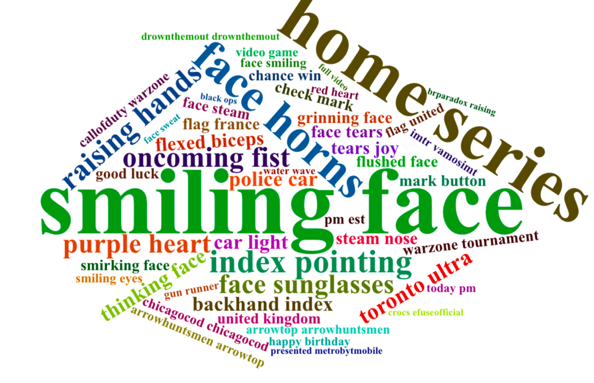 home series
drownthemout drownthemout
video game
face smiling
full video
face horns
chance win
red heart
check mark
brparadox raising
callofduty warzone
raising hands
black ops
face steam
grinning face
flag united
face sweat
flag france
face tears
imtr vamosimt
flexed biceps
tears joy
oncoming fist
flushed face
good luck
water wave
police car
mark button
smiling face
pm est
purple heart
car light
steam nose
warzone tournament
smirking face
thinking face
index pointing
smiling eyes
gun runner
face sunglasses
toronto ultra
today pm
chicagocod chicagocod
backhand index
crocs efuseofficial
arrowhuntsmen arrowtop
united kingdom
arrowtop arrowhuntsmen
happy birthday
presented metrobytmobile